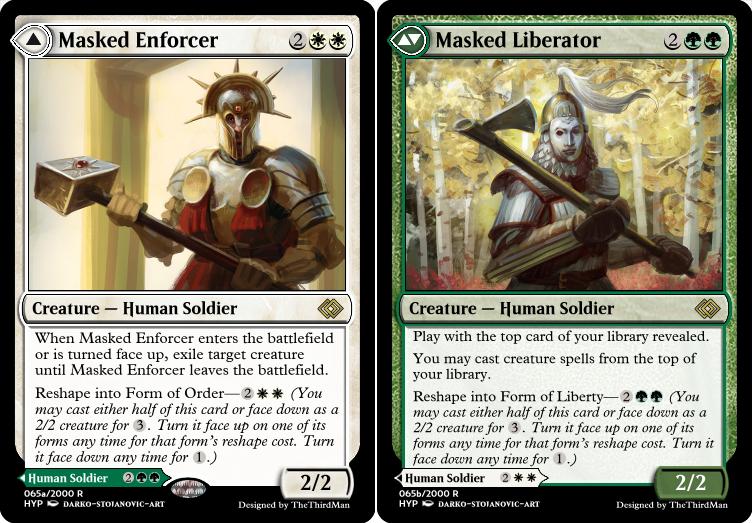 Masked Enforcer 2
Creature — Human Soldier
When Masked Enforcer enters the battlefield
or is turned face up, exile target creature
until Masked Enforcer leaves the battlefield.
Reshape into Form of Order—2 (You
may cast either half of this card or face down as a
2/2 creature for 3. Turn it face up on one of its
forms any time for that form's reshape cost. Turn
it face down any time for 1.)
Human Soldier 2
2/2
065a/2000 R
HYP DARKO-STOJANOVIC-ART
Designed by TheThirdMan
Masked Liberator 2
Creature — Human Soldier
Play with the top card of your library revealed.
You may cast creature spells from the top of
your library.
Reshape into Form of Liberty—2 (You
may cast either half of this card or face down as a
2/2 creature for 3. Turn it face up on one of its
forms any time for that form's reshape cost. Turn
it face down any time for 1.)
Human Soldier 2
2/2
065b/2000 R
HYP DARKO-STOJANOVIC-ART
Designed by TheThirdMan